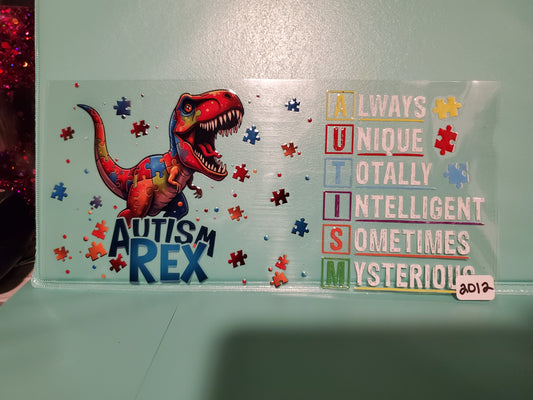 AUTISM
REX
ALWAYS
UNIQUE
TOTALLY
INTELLIGENT
SOMETIMES
MYSTERIOUS
2012